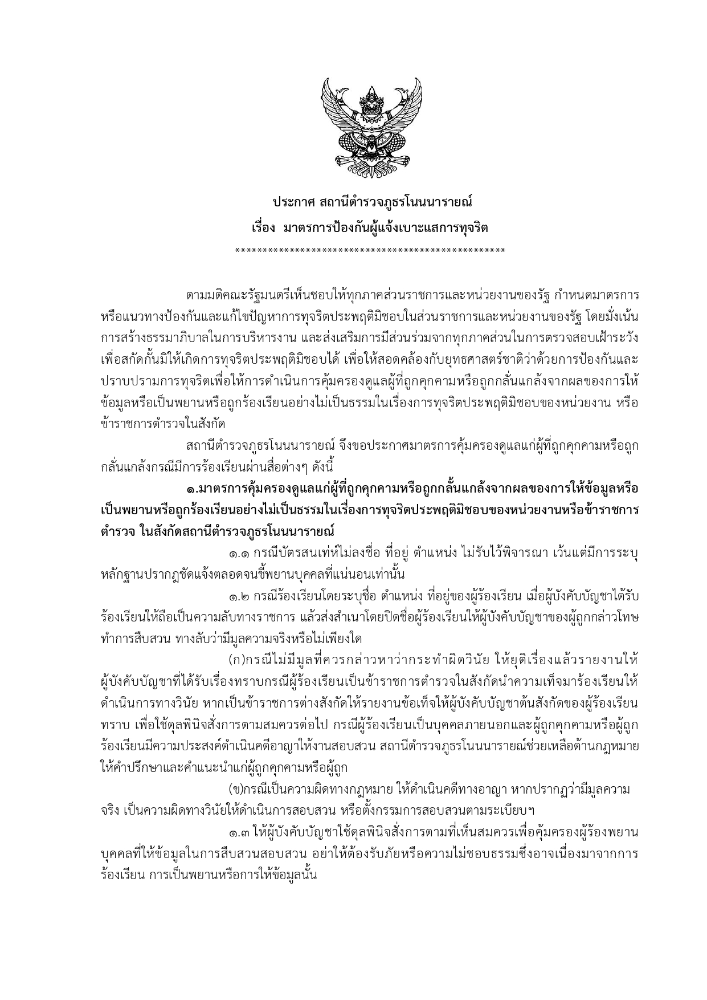 ประกาศ สถานีตำรวจภูธรโนนนารายณ์
เรื่อง  มาตรการป้องกันผู้แจ้งเบาะแสการทุจริต
**************************************************
ตามมติคณะรัฐมนตรีเห็นชอบให้ทุกภาคส่วนราชการและหน่วยงานของรัฐ กำหนดมาตรการ
หรือแนวทางป้องกันและแก้ไขปัญหาการทุจริตประพฤติมิชอบในส่วนราชการและหน่วยงานของรัฐ โดยมั่งเน้น
การสร้างธรรมาภิบาลในการบริหารงาน และส่งเสริมการมีส่วนร่วมจากทุกภาคส่วนในการตรวจสอบเฝ้าระวัง
เพื่อสกัดกั้นมิให้เกิดการทุจริตประพฤติมิชอบได้ เพื่อให้สอดคล้องกับยุทธศาสตร์ชาติว่าด้วยการป้องกันและ
ปราบปรามการทุจริตเพื่อให้การดำเนินการคุ้มครองดูแลผู้ที่ถูกคุกคามหรือถูกกลั่นแกล้งจากผลของการให้
ข้อมูลหรือเป็นพยานหรือถูกร้องเรียนอย่างไม่เป็นธรรมในเรื่องการทุจริตประพฤติมิชอบของหน่วยงาน หรือ
ข้าราชการตำรวจในสังกัด
สถานีตำรวจภูธรโนนนารายณ์ จึงขอประกาศมาตรการคุ้มครองดูแลแก่ผู้ที่ถูกคุกคามหรือถูก
กลั่นแกล้งกรณีมีการร้องเรียนผ่านสื่อต่างๆ ดังนี้
๑.มาตรการคุ้มครองดูแลแก่ผู้ที่ถูกคุกคามหรือถูกกลั้นแกล้งจากผลของการให้ข้อมูลหรือ
เป็นพยานหรือถูกร้องเรียนอย่างไม่เป็นธรรมในเรื่องการทุจริตประพฤติมิชอบของหน่วยงานหรือข้าราชการ
ตำรวจ ในสังกัดสถานีตำรวจภูธรโนนนารายณ์
๑.๑ กรณีบัตรสนเท่ห์ไม่ลงชื่อ ที่อยู่ ตำแหน่ง ไม่รับไว้พิจารณา เว้นแต่มีการระบุ
หลักฐานปรากฎชัดแจ้งตลอดจนชี้พยานบุคคลที่แน่นอนเท่านั้น
๑.๒ กรณีร้องเรียนโดยระบุชื่อ ตำแหน่ง ที่อยู่ของผู้ร้องเรียน เมื่อผู้บังคับบัญชาได้รับ
ร้องเรียนให้ถือเป็นความลับทางราชการ แล้วส่งสำเนาโดยปิดชื่อผู้ร้องเรียนให้ผู้บังคับบัญชาของผู้ถูกกล่าวโทษ
ทำการสืบสวน ทางลับว่ามีมูลความจริงหรือไม่เพียงใด
(ก)กรณีไม่มีมูลที่ควรกล่าวหาว่ากระทำผิดวินัย ให้ยุติเรื่องแล้วรายงานให้
ผู้บังคับบัญชาที่ได้รับเรื่องทราบกรณีผู้ร้องเรียนเป็นข้าราชการตำรวจในสังกัดนำความเท็จมาร้องเรียนให้
ดำเนินการทางวินัย หากเป็นข้าราชการต่างสังกัดให้รายงานข้อเท็จให้ผู้บังคับบัญชาต้นสังกัดของผู้ร้องเรียน
ทราบ เพื่อใช้ดุลพินิจสั่งการตามสมควรต่อไป กรณีผู้ร้องเรียนเป็นบุคคลภายนอกและผู้ถูกคุกคามหรือผู้ถูก
ร้องเรียนมีความประสงค์ดำเนินคดีอาญาให้งานสอบสวน สถานีตำรวจภูธรโนนนารายณ์ช่วยเหลือด้านกฎหมาย
ให้คำปรึกษาและคำแนะนำแก่ผู้ถูกคุกคามหรือผู้ถูก
(ข)กรณีเป็นความผิดทางกฎหมาย ให้ดำเนินคดีทางอาญา หากปรากฏว่ามีมูลความ
จริง เป็นความผิดทางวินัยให้ดำเนินการสอบสวน หรือตั้งกรรมการสอบสวนตามระเบียบฯ
๑.๓ ให้ผู้บังคับบัญชาใช้ดุลพินิจสั่งการตามที่เห็นสมควรเพื่อคุ้มครองผู้ร้องพยาน
บุคคลที่ให้ข้อมูลในการสืบสวนสอบสวน อย่าให้ต้องรับภัยหรือความไม่ชอบธรรมซึ่งอาจเนื่องมาจากการ
ร้องเรียน การเป็นพยานหรือการให้ข้อมูลนั้น